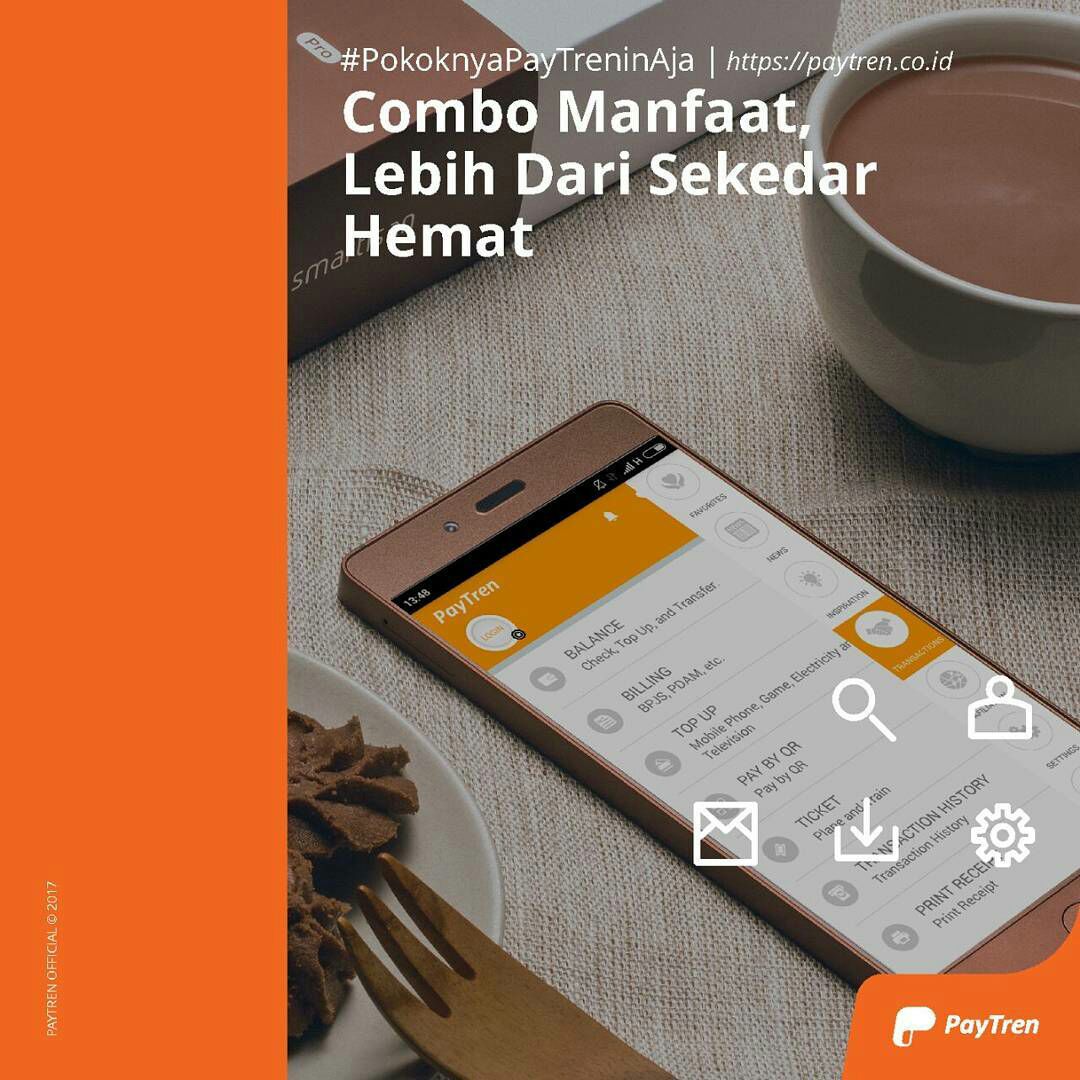 Pro
#PokoknyaPayTreninAja | https://paytren.co.id
Combo Manfaat,
Lebih Dari Sekedar
Hemat
13:48
H
PayTren
LOGIN
FAVORITES
NEWS
INSPIRATION
TRANSACTIONS
SETTINGS
BALANCE
Check, Top Up, and Transfer.
BILLING
BPJS, PDAM, etc.
TOP UP
Mobile Phone, Game, Electricity
Television
PAY BY QR
Pay by QR
TICKET
Plane and Train
TRANSACTION HISTORY
Transaction History
PRINT RECEIPT
Print Receipt
PAYTREN OFFICIAL © 2017
PayTren